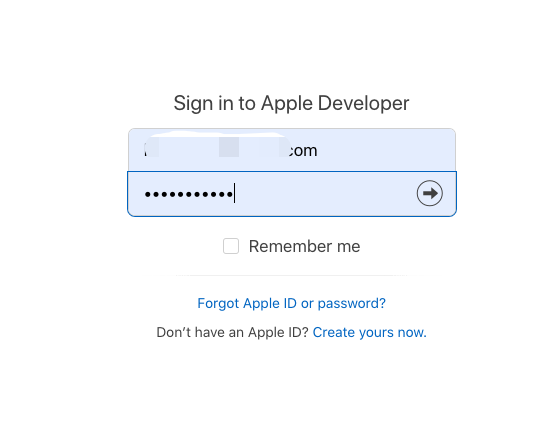 Sign in to Apple Developer
.com
•••••••••••
Remember me
Forgot Apple ID or password?
Don't have an Apple ID? Create yours now.